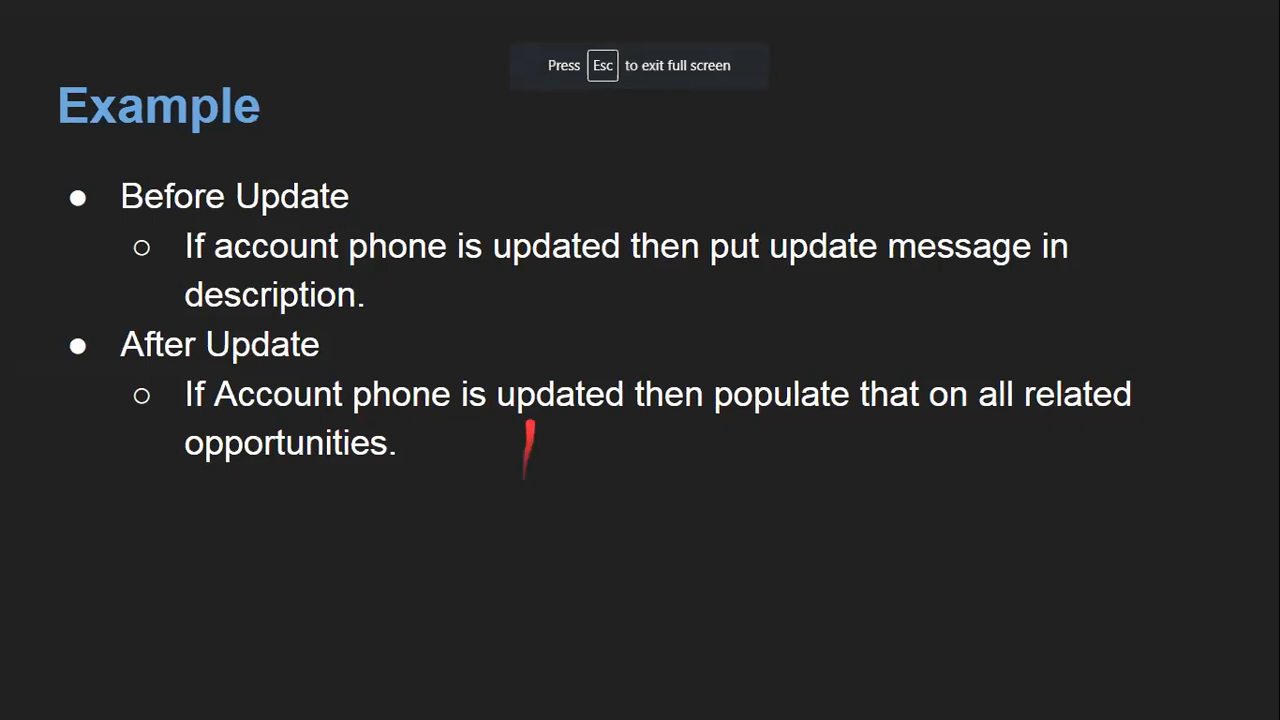 Press Esc to exit full screen
Example
● Before Update
○ If account phone is updated then put update message in
description.
● After Update
○ If Account phone is updated then populate that on all related
opportunities.